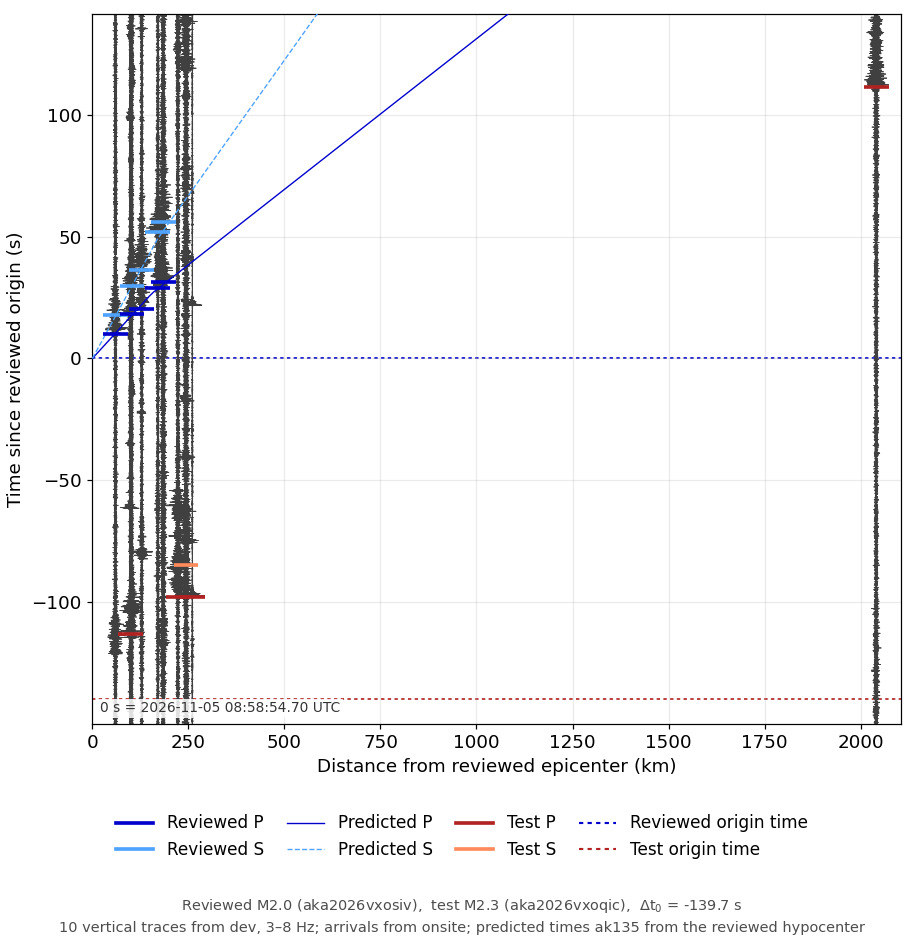 100
50
0
−50
−100
Time since reviewed origin (s)
0 s = 2026-11-05 08:58:54.70 UTC
0 250 500 750 1000 1250 1500 1750 2000
Distance from reviewed epicenter (km)
Reviewed P Predicted P Test P Reviewed origin time
Reviewed S Predicted S Test S Test origin time
Reviewed M2.0 (aka2026vxosiv), test M2.3 (aka2026vxoqic), Δt₀ = -139.7 s
10 vertical traces from dev, 3–8 Hz; arrivals from onsite; predicted times ak135 from the reviewed hypocenter